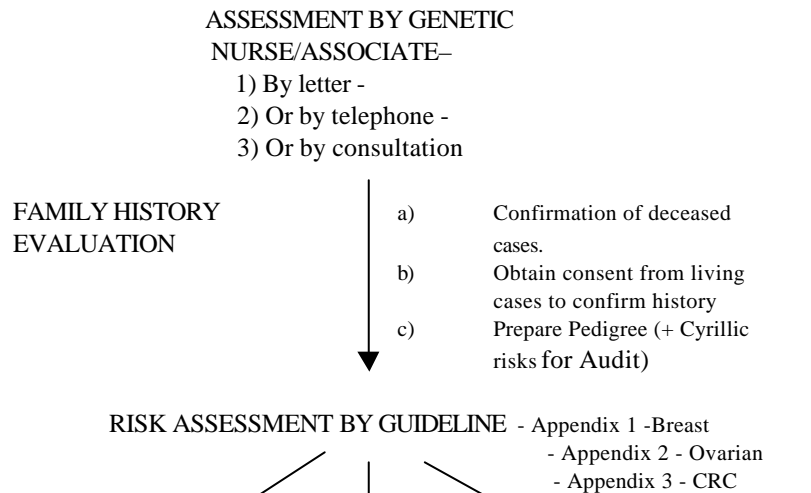 ASSESSMENT BY GENETIC
NURSE/ASSOCIATE–
1) By letter -
2) Or by telephone -
3) Or by consultation
FAMILY HISTORY
EVALUATION
a) Confirmation of deceased
cases.
b) Obtain consent from living
cases to confirm history
c) Prepare Pedigree (+ Cyrillic
risks for Audit)
RISK ASSESSMENT BY GUIDELINE - Appendix 1 -Breast
- Appendix 2 - Ovarian
- Appendix 3 - CRC